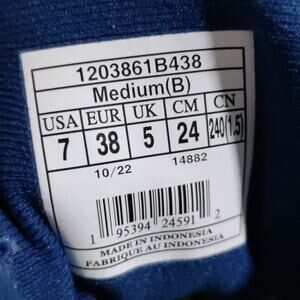 1203861B438
Medium(B)
USA EUR UK CM CN
7 38 5 24 240(1.5)
10/22 14882
1 95394 24591 2
MADE IN INDONESIA
FABRIQUE AU INDONESIE